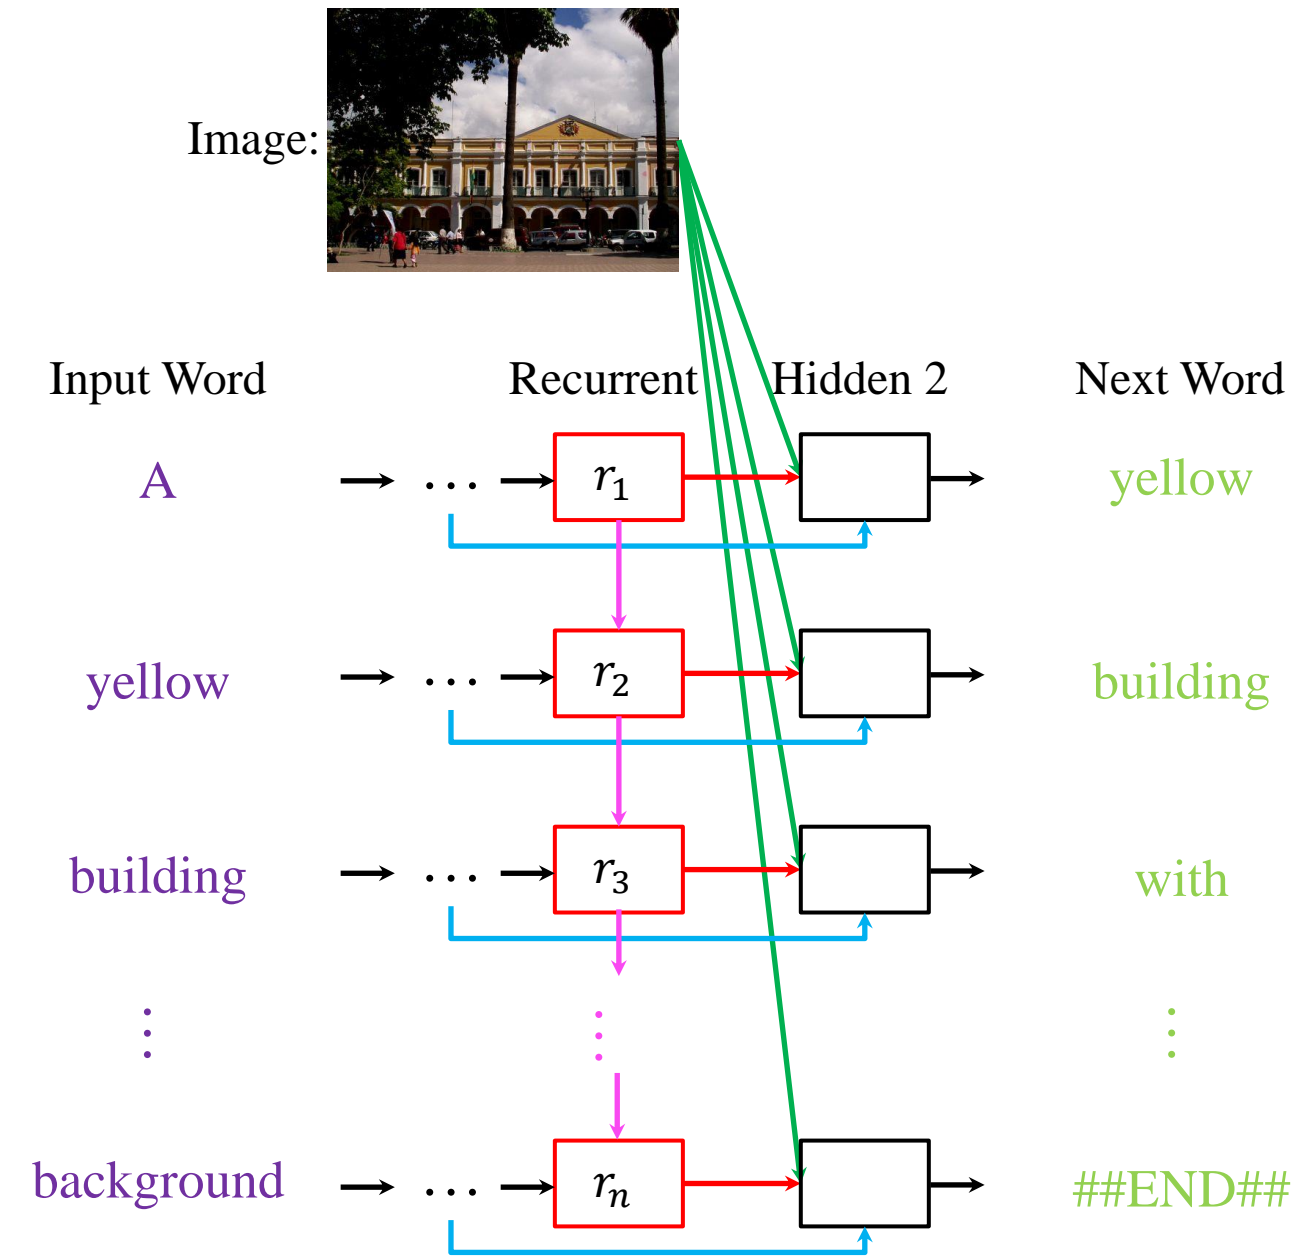 Image:
Input Word Recurrent Hidden 2 Next Word
A ... r₁ yellow
yellow ... r₂ building
building ... r₃ with
⋮ ⋮ ⋮
background ... rₙ ##END##